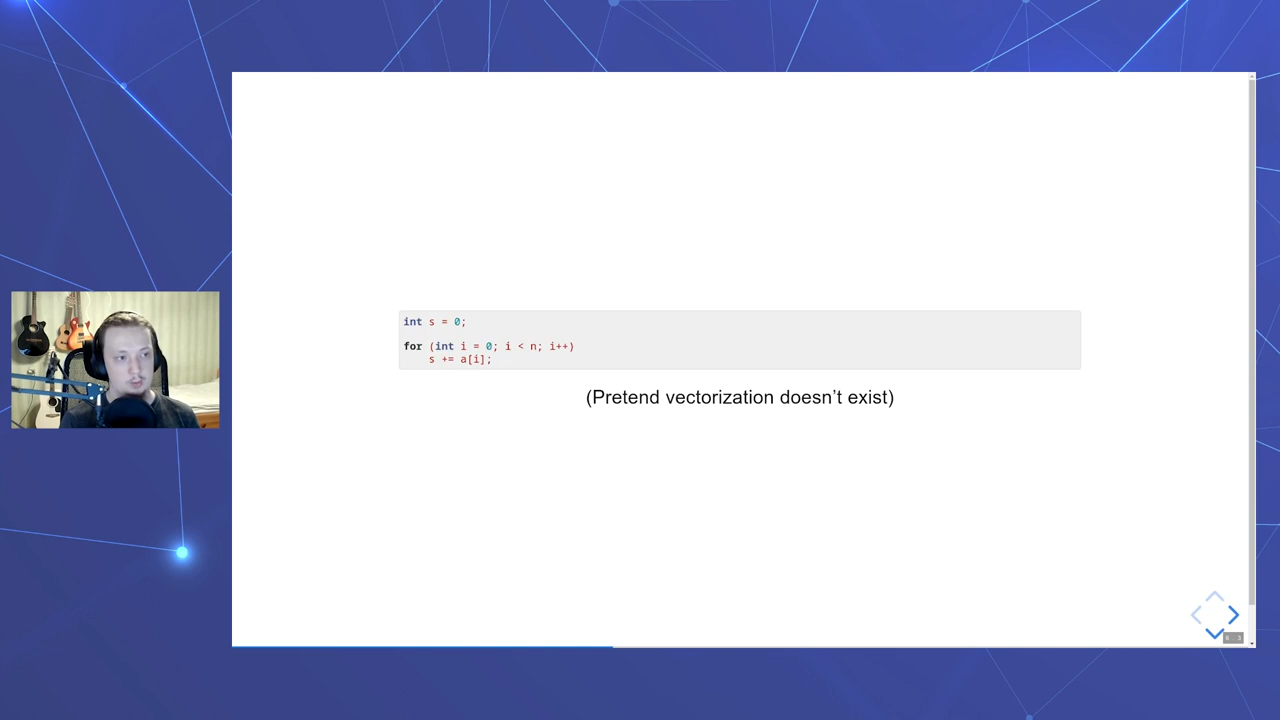 int s = 0;
for (int i = 0; i < n; i++)
s += a[i];
(Pretend vectorization doesn't exist)